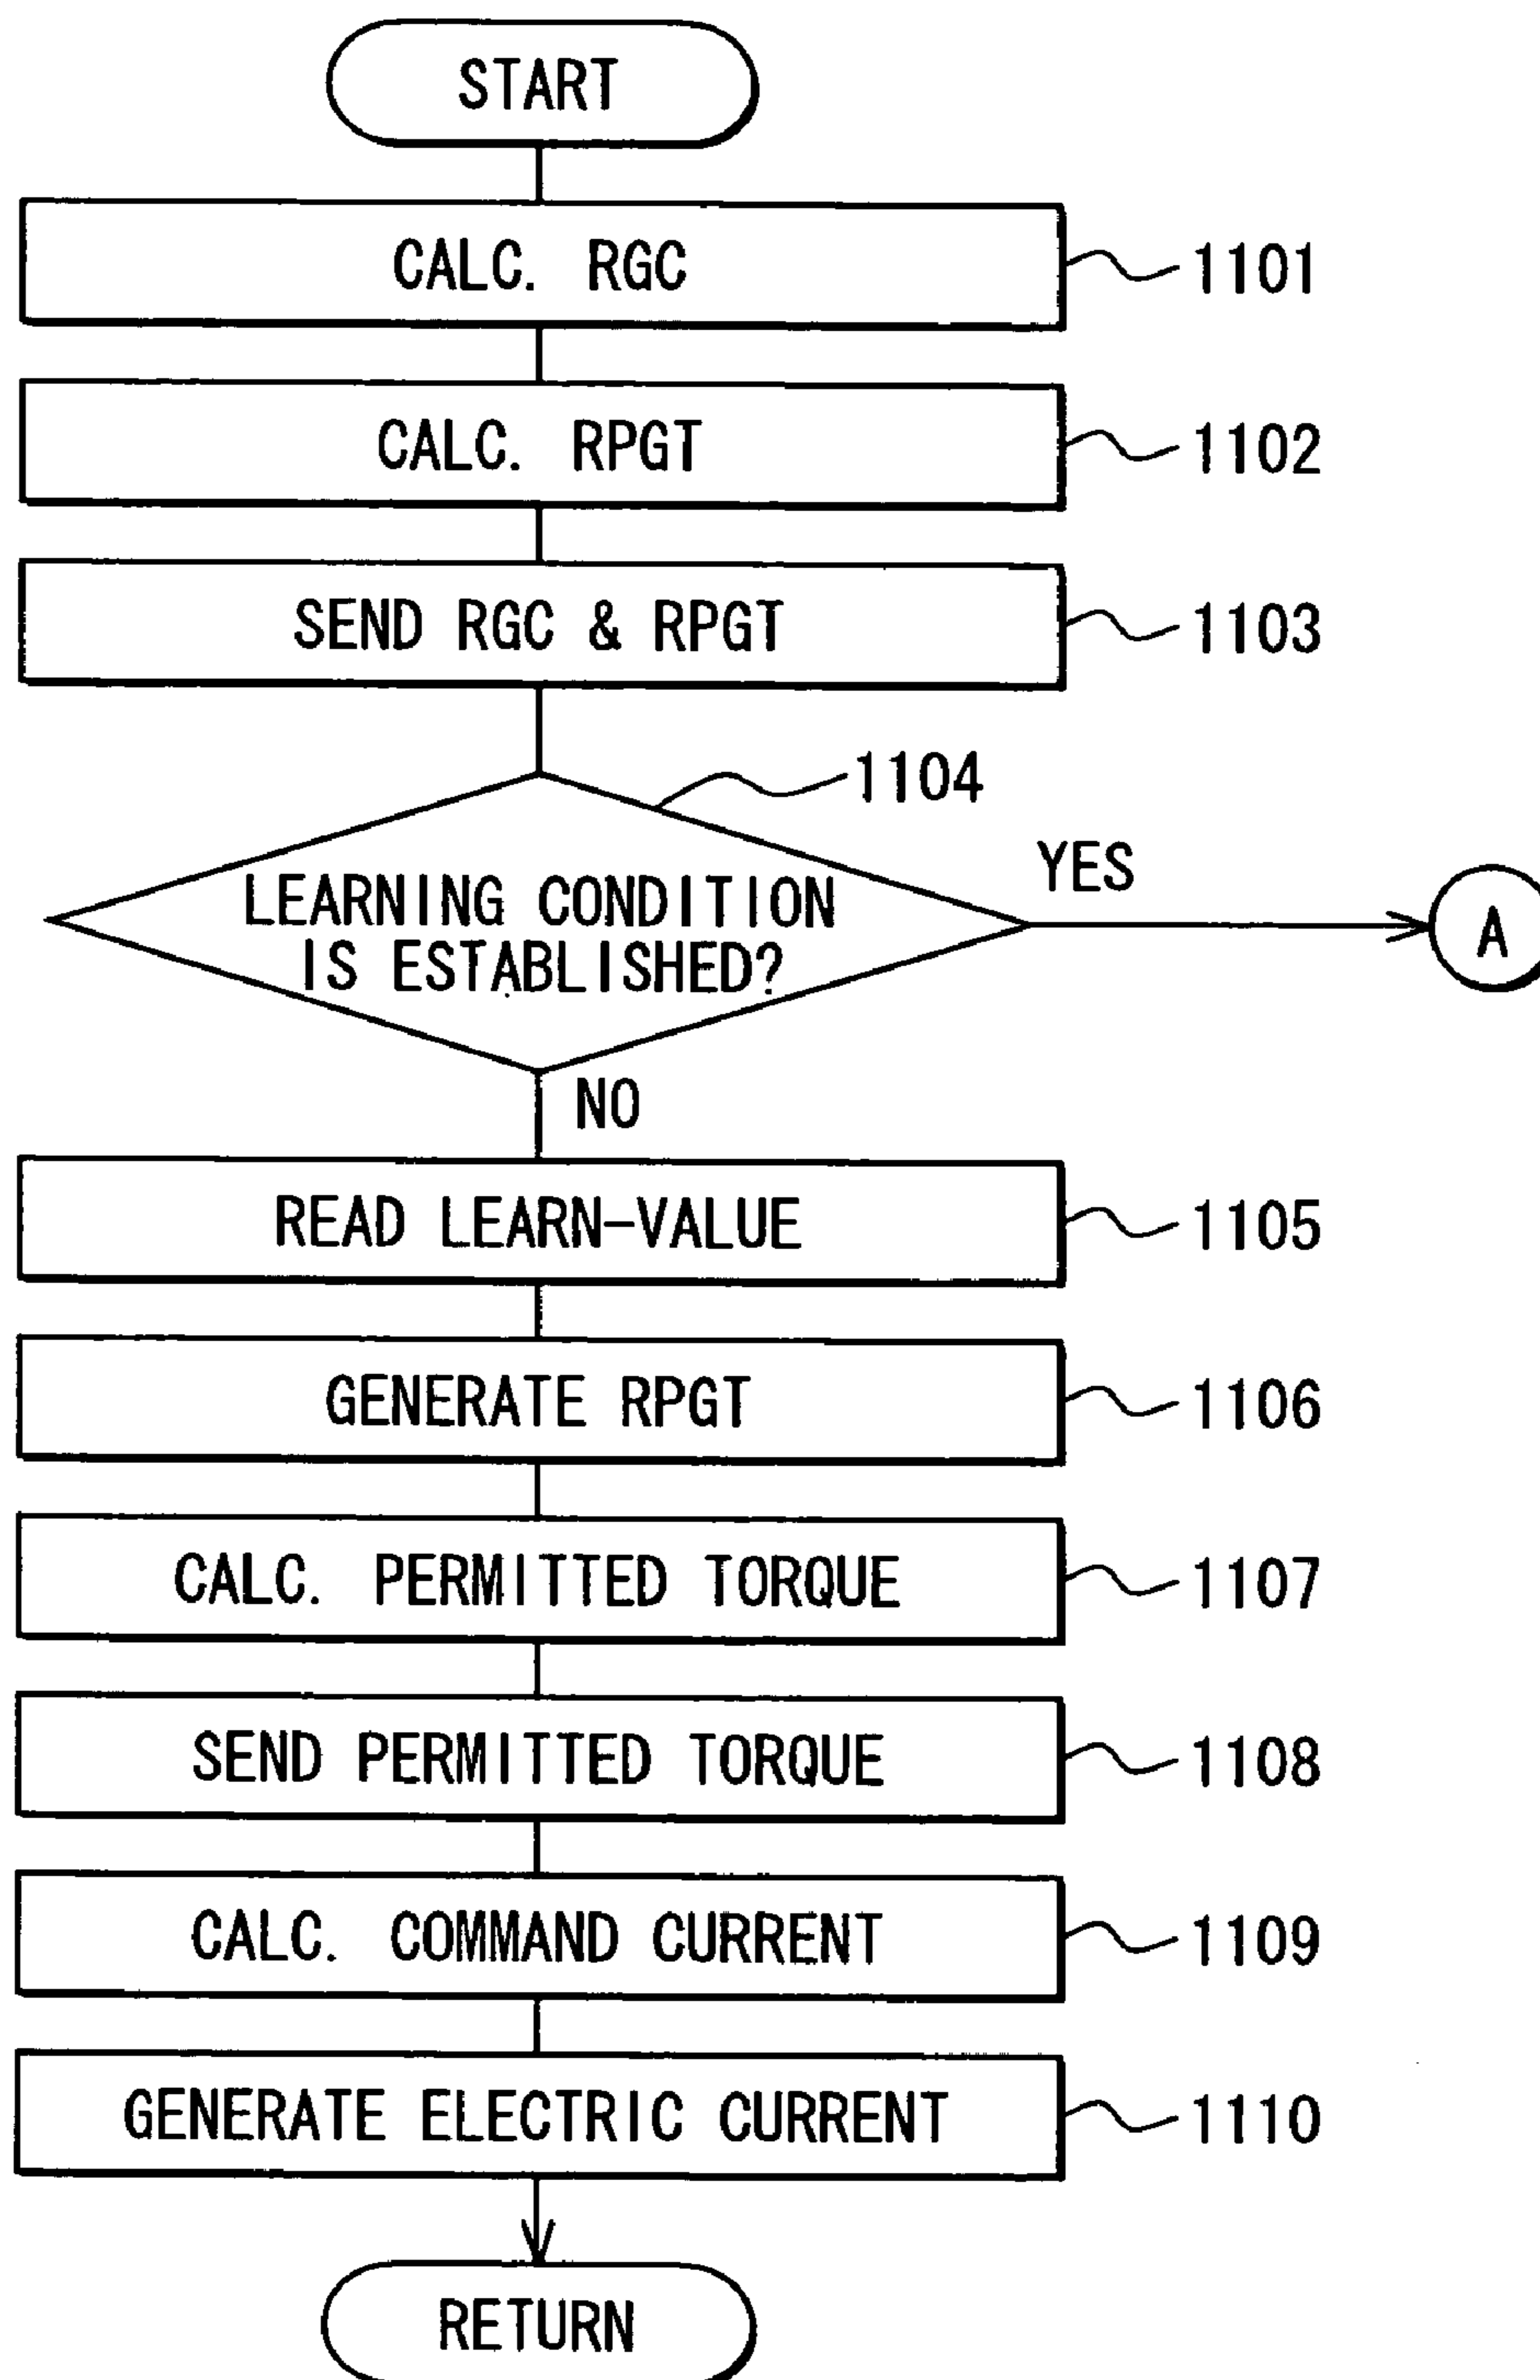 START
CALC. RGC
1101
CALC. RPGT
1102
SEND RGC & RPGT
1103
1104
LEARNING CONDITION
IS ESTABLISHED?
YES
A
NO
READ LEARN-VALUE
1105
GENERATE RPGT
1106
CALC. PERMITTED TORQUE
1107
SEND PERMITTED TORQUE
1108
CALC. COMMAND CURRENT
1109
GENERATE ELECTRIC CURRENT
1110
RETURN